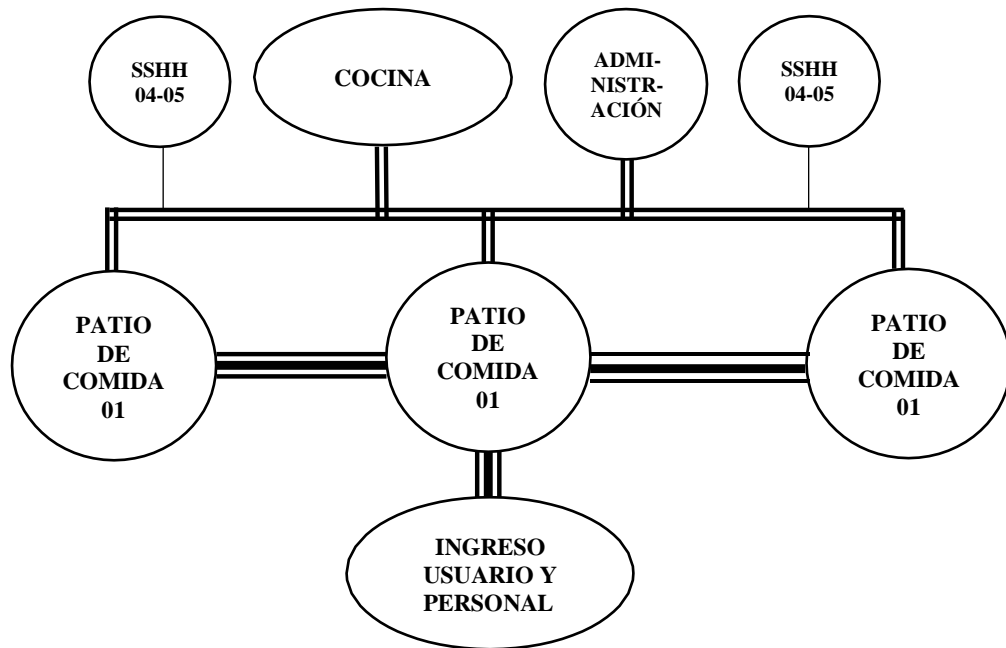 SSHH
04-05
COCINA
ADMI-
NISTR-
ACIÓN
SSHH
04-05
PATIO
DE
COMIDA
01
PATIO
DE
COMIDA
01
PATIO
DE
COMIDA
01
INGRESO
USUARIO Y
PERSONAL